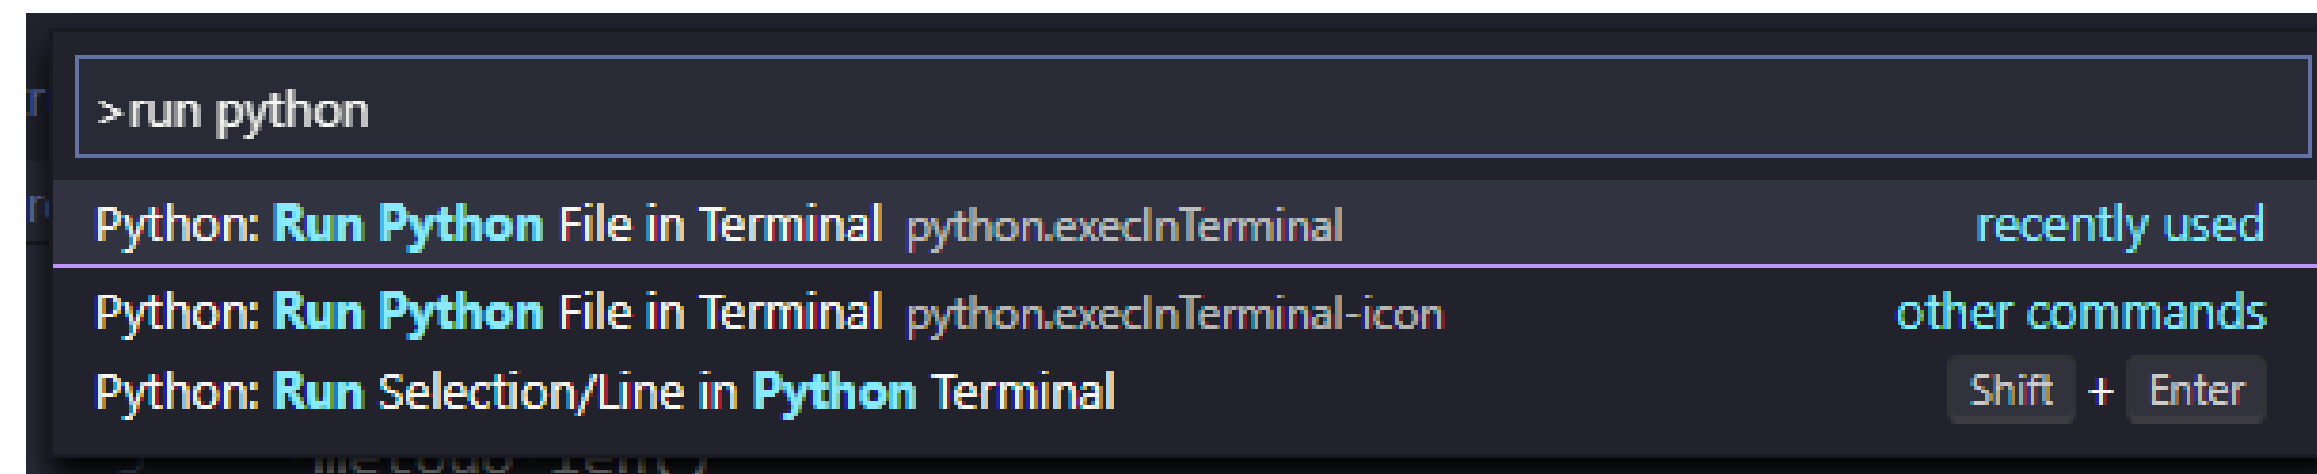 >run python
Python: Run Python File in Terminal python.execInTerminal recently used
Python: Run Python File in Terminal python.execInTerminal-icon other commands
Python: Run Selection/Line in Python Terminal Shift + Enter